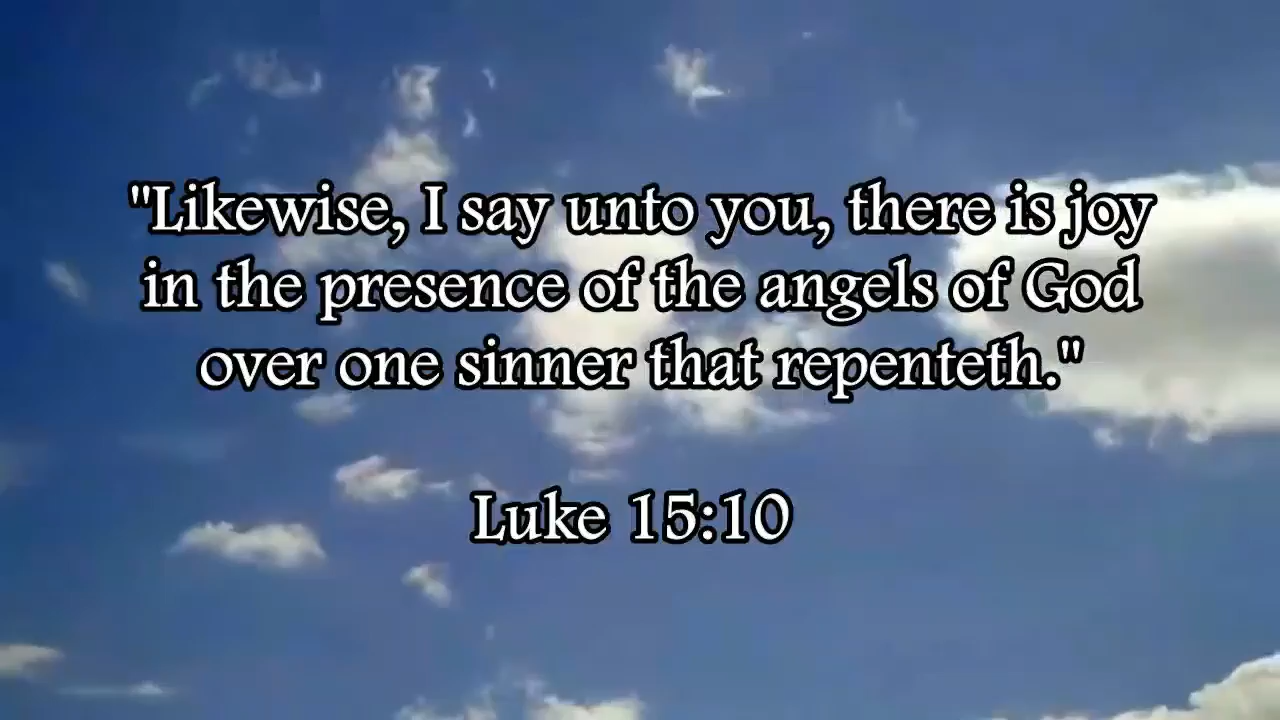 "Likewise, I say unto you, there is joy
in the presence of the angels of God
over one sinner that repenteth."
Luke 15:10